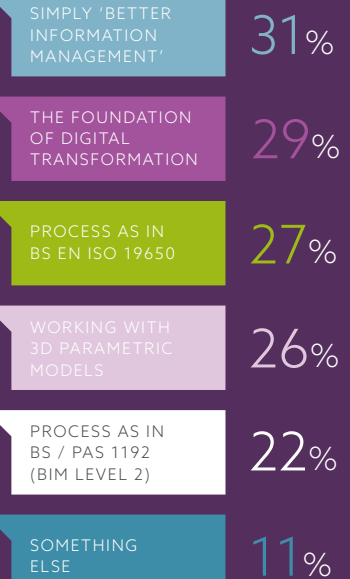 SIMPLY 'BETTER
INFORMATION
MANAGEMENT'
31%
THE FOUNDATION
OF DIGITAL
TRANSFORMATION
29%
PROCESS AS IN
BS EN ISO 19650
27%
WORKING WITH
3D PARAMETRIC
MODELS
26%
PROCESS AS IN
BS / PAS 1192
(BIM LEVEL 2)
22%
SOMETHING
ELSE
11%